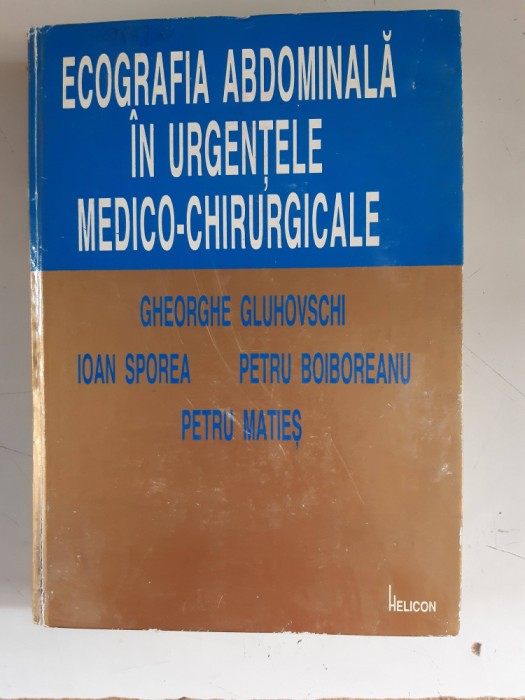 ECOGRAFIA ABDOMINALĂ
ÎN URGENȚELE
MEDICO-CHIRURGICALE
GHEORGHE GLUHOVSCHI
IOAN SPOREA PETRU BOIBOREANU
PETRU MATIEȘ
HELICON